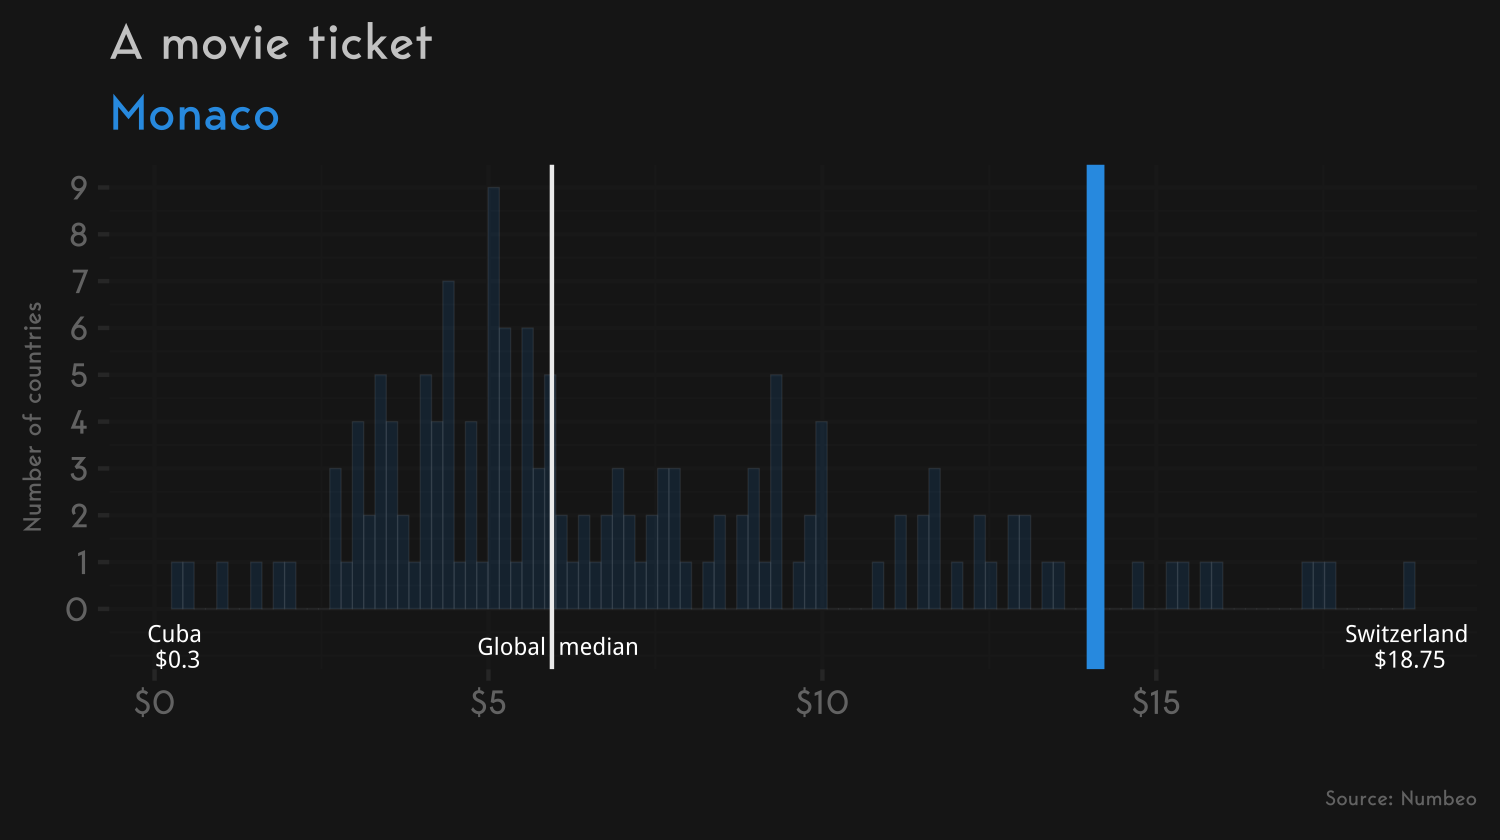 A movie ticket
Monaco
Number of countries
9
8
7
6
5
4
3
2
1
0
Cuba
$0.3
Global median
Switzerland
$18.75
$0 $5 $10 $15
Source: Numbeo